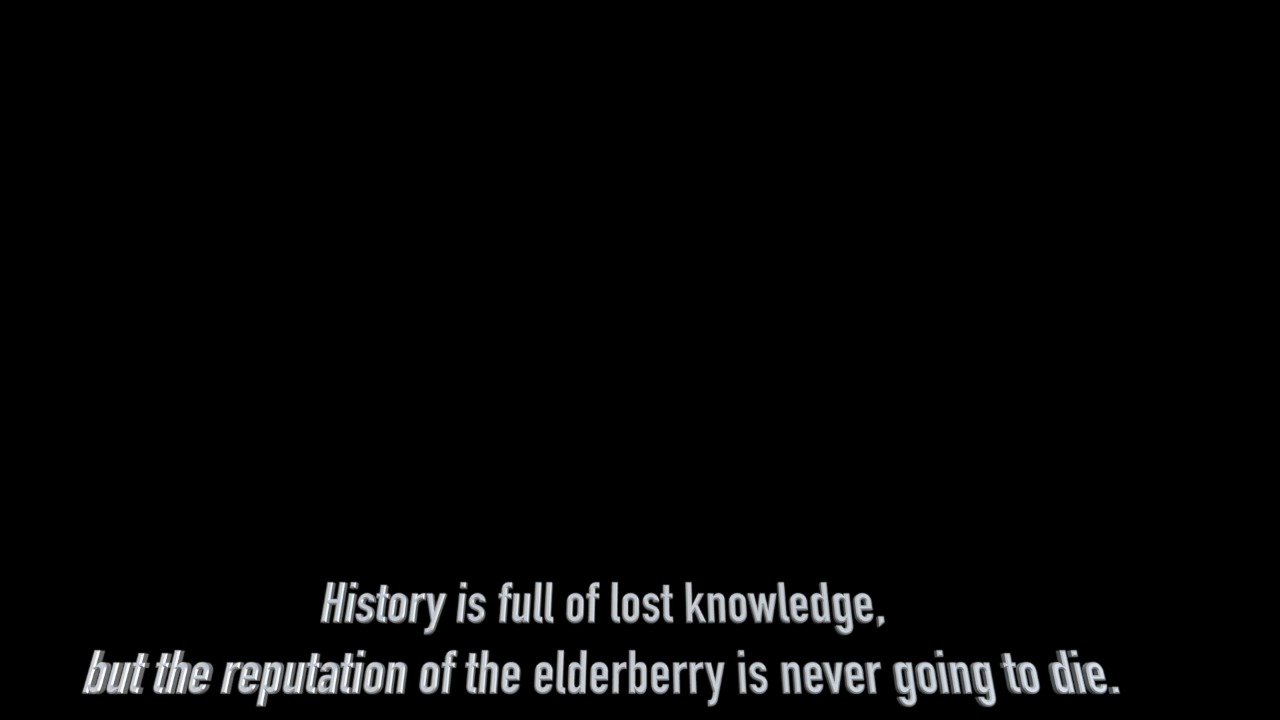 History is full of lost knowledge,
but the reputation of the elderberry is never going to die.